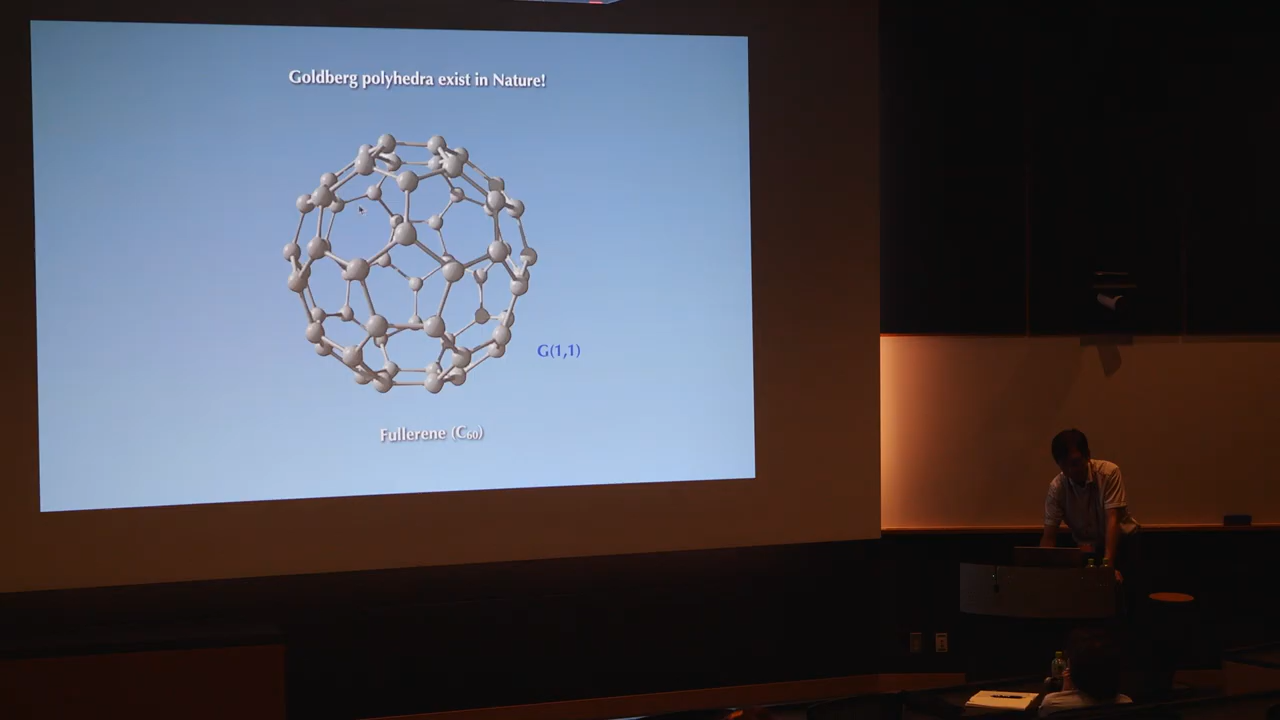 Goldberg polyhedra exist in Nature!
G(1,1)
Fullerene (C₆₀)